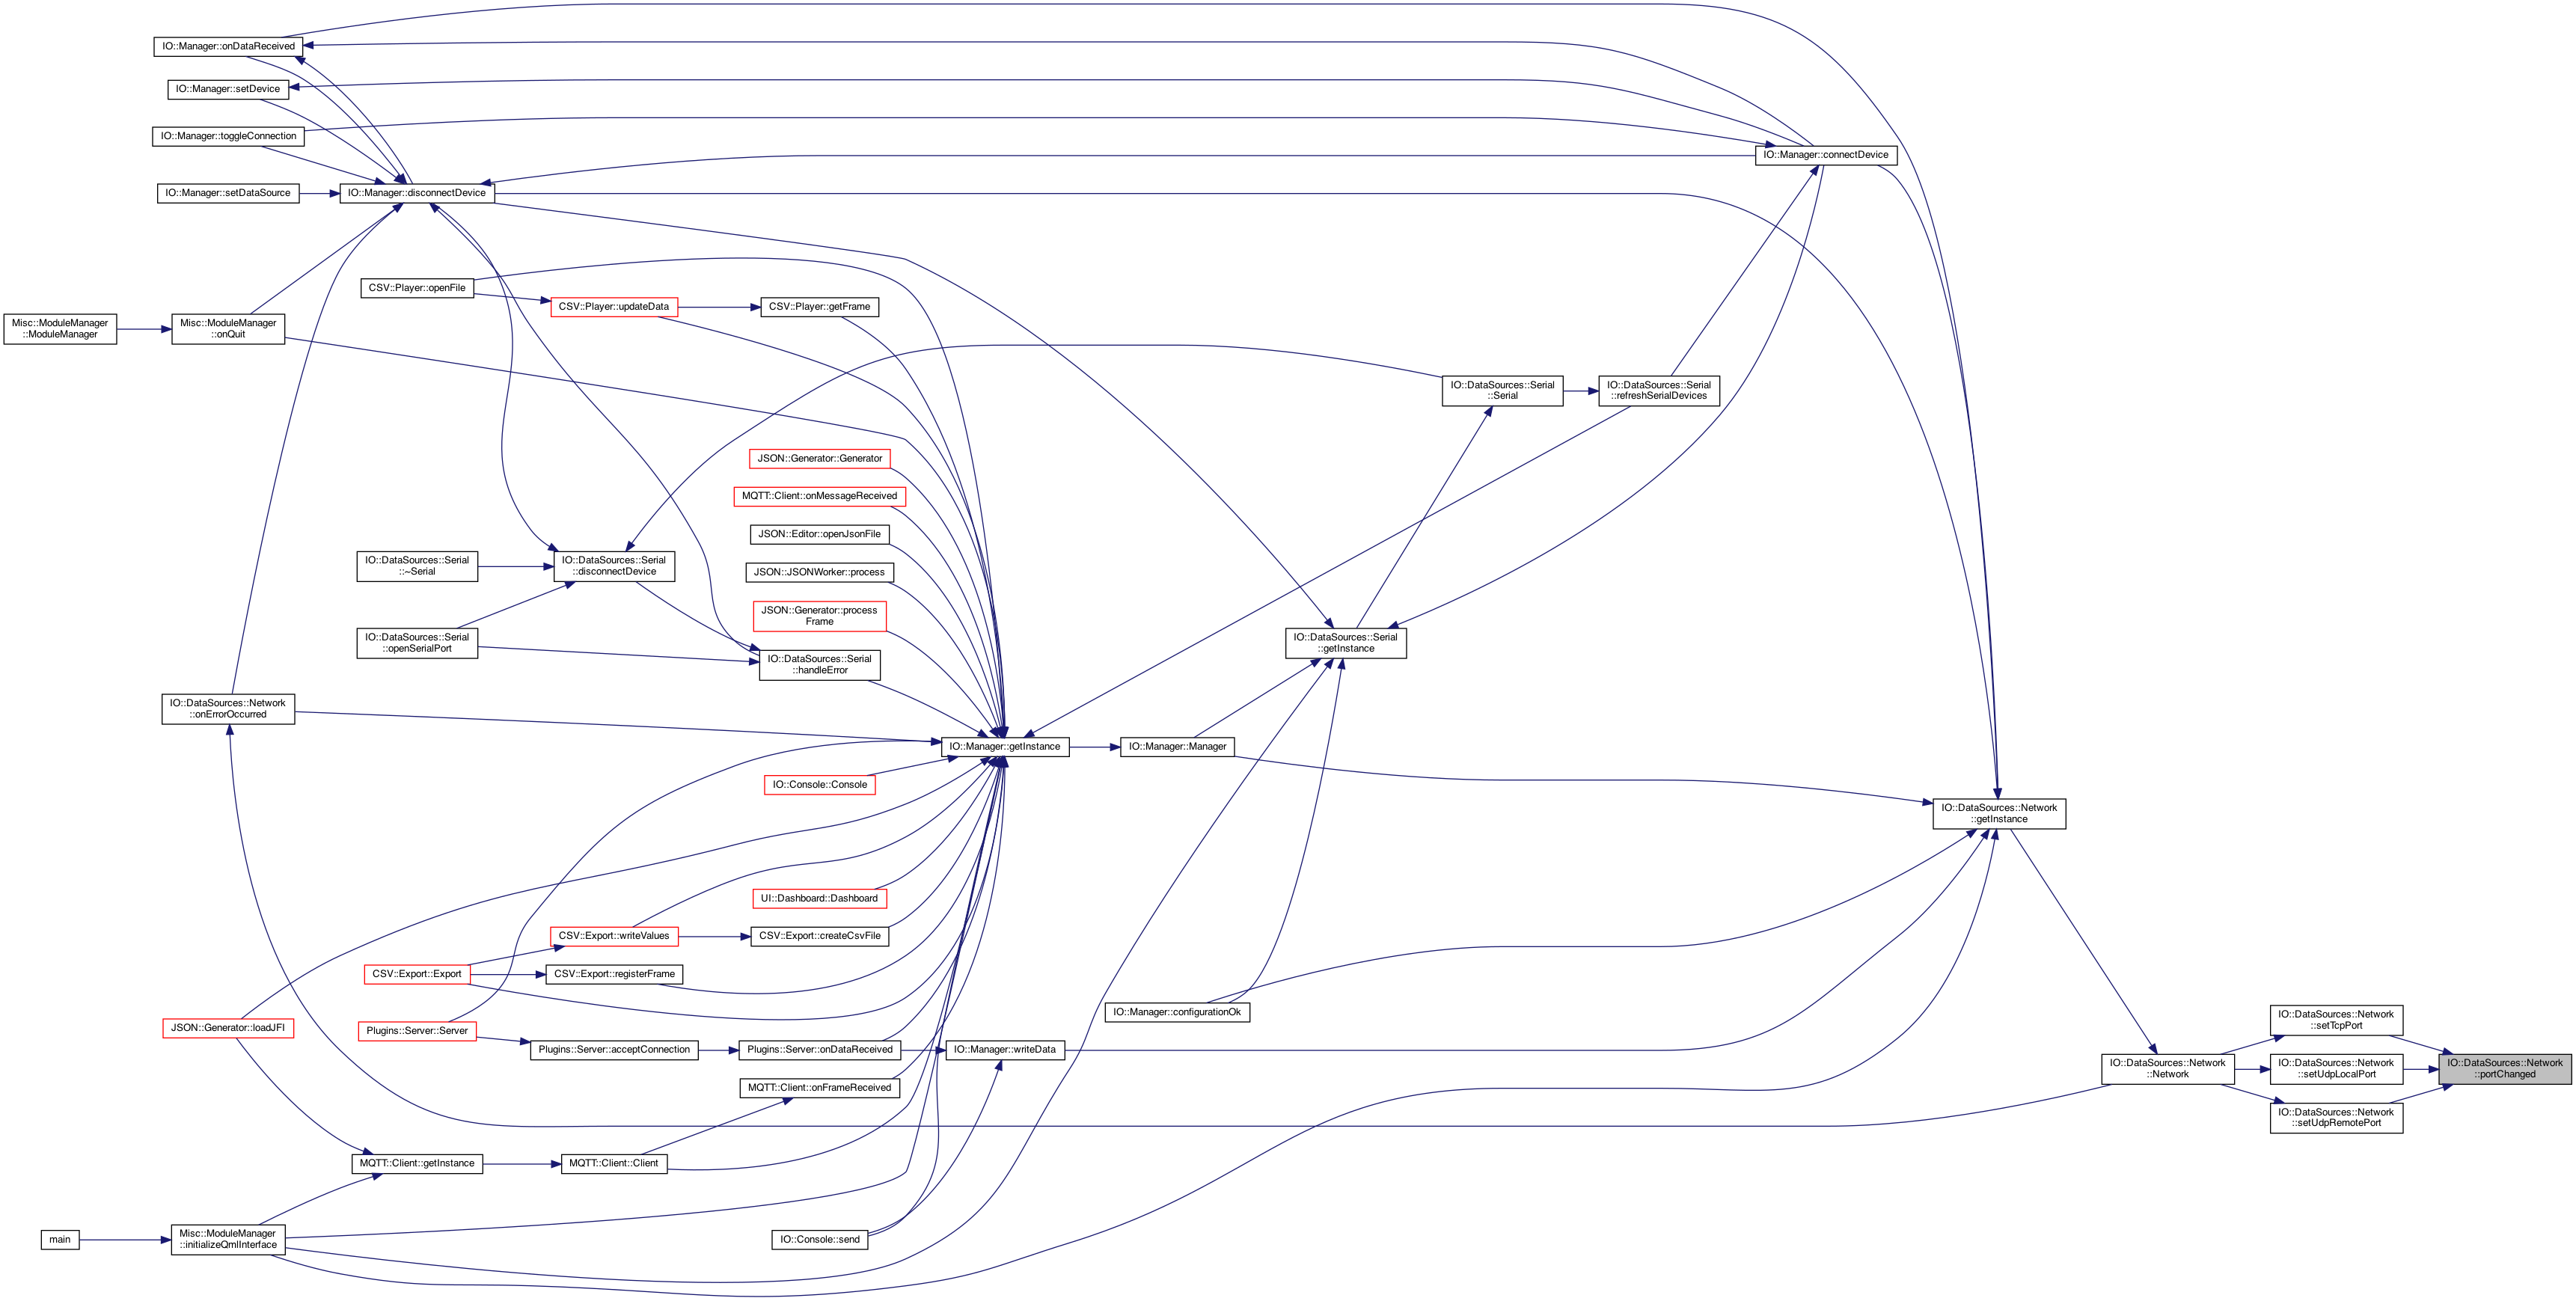 IO::Manager::onDataReceived
IO::Manager::setDevice
IO::Manager::toggleConnection
IO::Manager::connectDevice
IO::Manager::setDataSource
IO::Manager::disconnectDevice
CSV::Player::openFile
CSV::Player::updateData
CSV::Player::getFrame
Misc::ModuleManager
::ModuleManager
Misc::ModuleManager
::onQuit
IO::DataSources::Serial
::Serial
IO::DataSources::Serial
::refreshSerialDevices
JSON::Generator::Generator
MQTT::Client::onMessageReceived
JSON::Editor::openJsonFile
IO::DataSources::Serial
::~Serial
IO::DataSources::Serial
::disconnectDevice
JSON::JSONWorker::process
JSON::Generator::process
Frame
IO::DataSources::Serial
::openSerialPort
IO::DataSources::Serial
::handleError
IO::DataSources::Serial
::getInstance
IO::DataSources::Network
::onErrorOccurred
IO::Manager::getInstance
IO::Manager::Manager
IO::Console::Console
IO::DataSources::Network
::getInstance
UI::Dashboard::Dashboard
CSV::Export::writeValues
CSV::Export::createCsvFile
CSV::Export::Export
CSV::Export::registerFrame
IO::Manager::configurationOk
JSON::Generator::loadJFI
Plugins::Server::Server
Plugins::Server::acceptConnection
Plugins::Server::onDataReceived
IO::Manager::writeData
IO::DataSources::Network
::setTcpPort
IO::DataSources::Network
::Network
IO::DataSources::Network
::setUdpLocalPort
IO::DataSources::Network
::portChanged
IO::DataSources::Network
::setUdpRemotePort
MQTT::Client::onFrameReceived
MQTT::Client::getInstance
MQTT::Client::Client
main
Misc::ModuleManager
::initializeQmlInterface
IO::Console::send